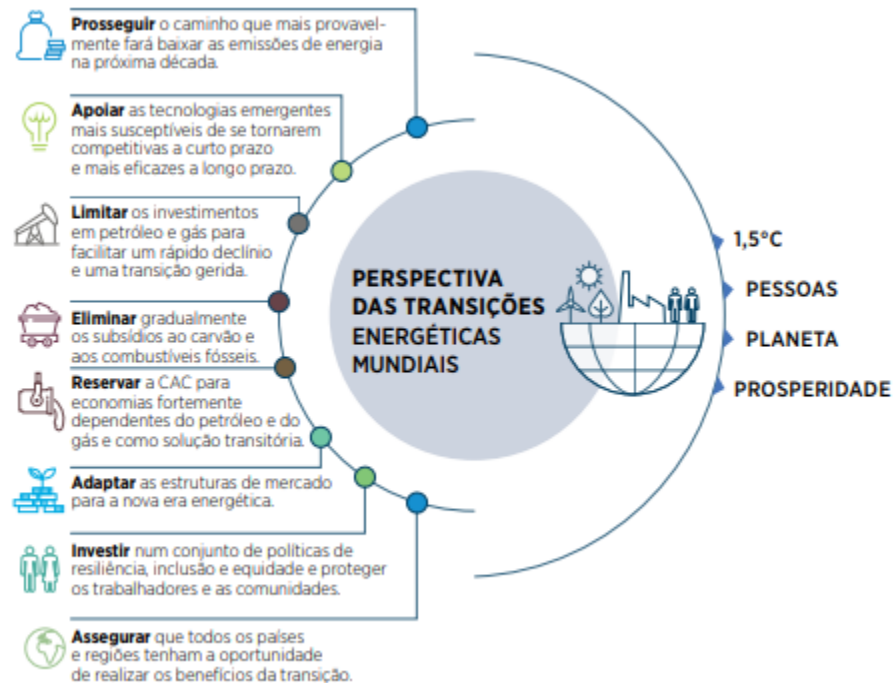 Prosseguir o caminho que mais provavel-
mente fará baixar as emissões de energia
na próxima década.
Apoiar as tecnologias emergentes
mais susceptíveis de se tornarem
competitivas a curto prazo
e mais eficazes a longo prazo.
Limitar os investimentos
em petróleo e gás para
facilitar um rápido declínio
e uma transição gerida.
Eliminar gradualmente
os subsídios ao carvão e
aos combustíveis fósseis.
Reservar a CAC para
economias fortemente
dependentes do petróleo e do
gás e como solução transitória.
Adaptar as estruturas de mercado
para a nova era energética.
Investir num conjunto de políticas de
resiliência, inclusão e equidade e proteger
os trabalhadores e as comunidades.
Assegurar que todos os países
e regiões tenham a oportunidade
de realizar os benefícios da transição.
PERSPECTIVA
DAS TRANSIÇÕES
ENERGÉTICAS
MUNDIAIS
1,5°C
PESSOAS
PLANETA
PROSPERIDADE